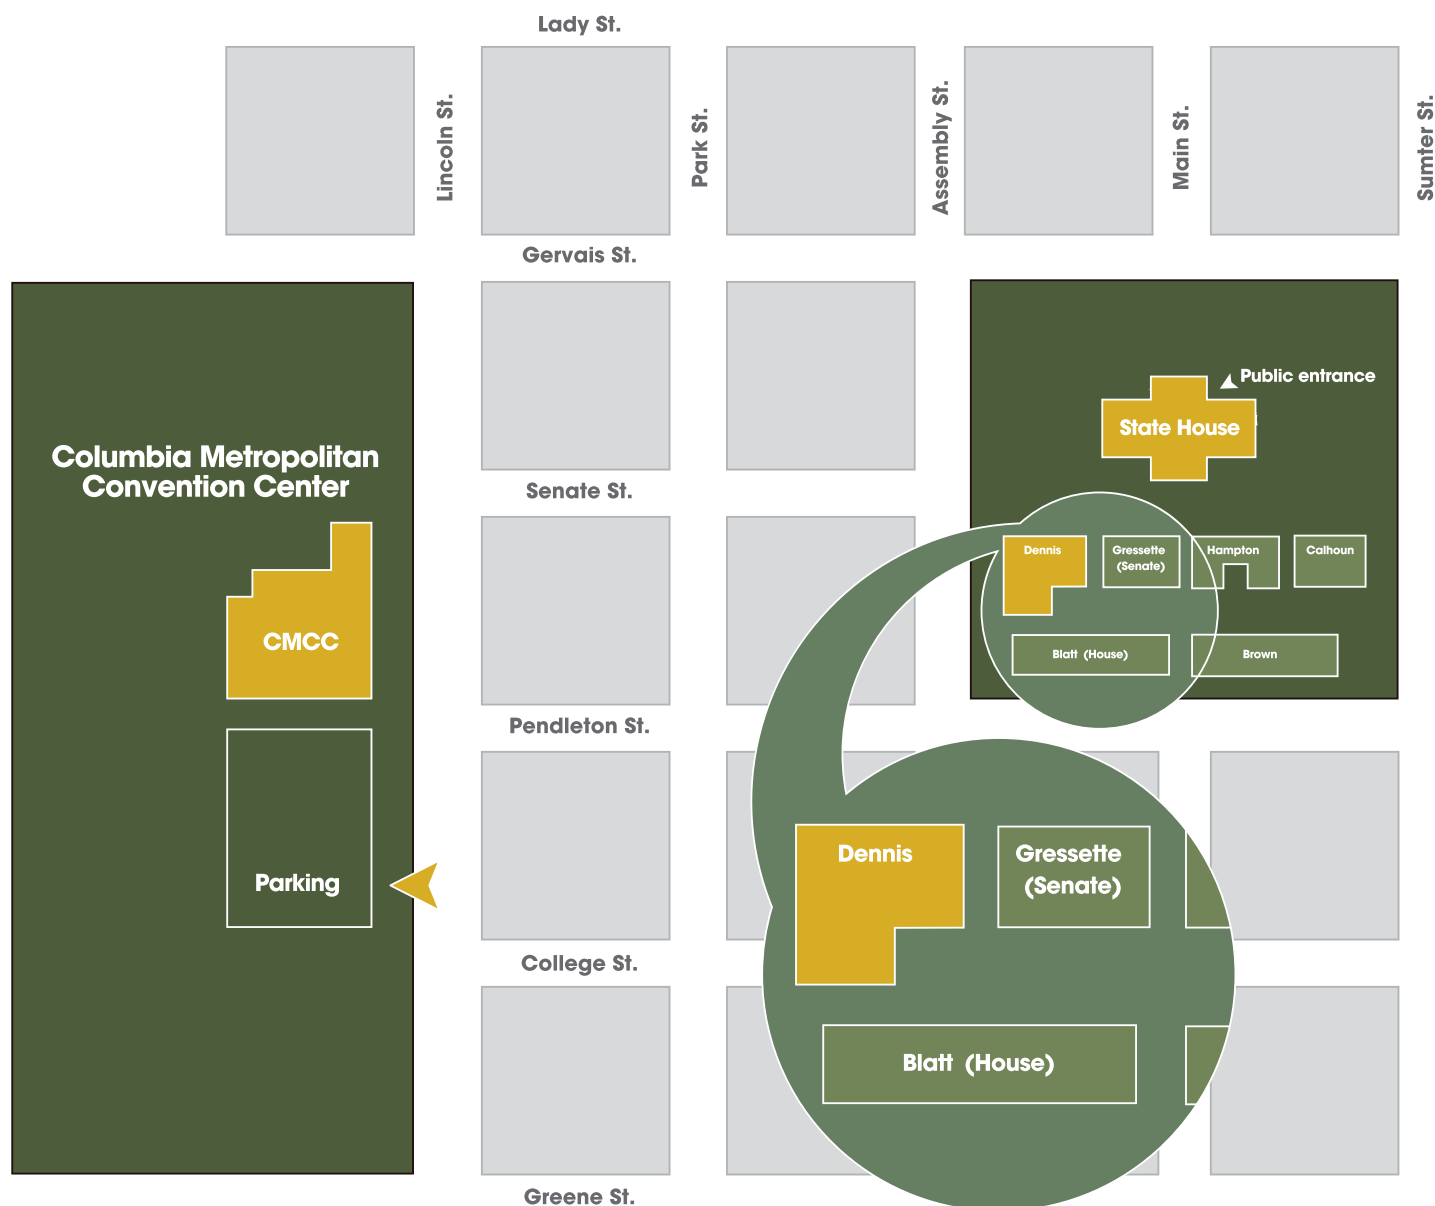 Lady St.
Lincoln St.
Park St.
Assembly St.
Main St.
Sumter St.
Gervais St.
Public entrance
State House
Columbia Metropolitan
Convention Center
Senate St.
Dennis
Gressette
(Senate)
Hampton
Calhoun
CMCC
Blatt (House)
Brown
Pendleton St.
Dennis
Gressette
(Senate)
Parking
College St.
Blatt (House)
Greene St.